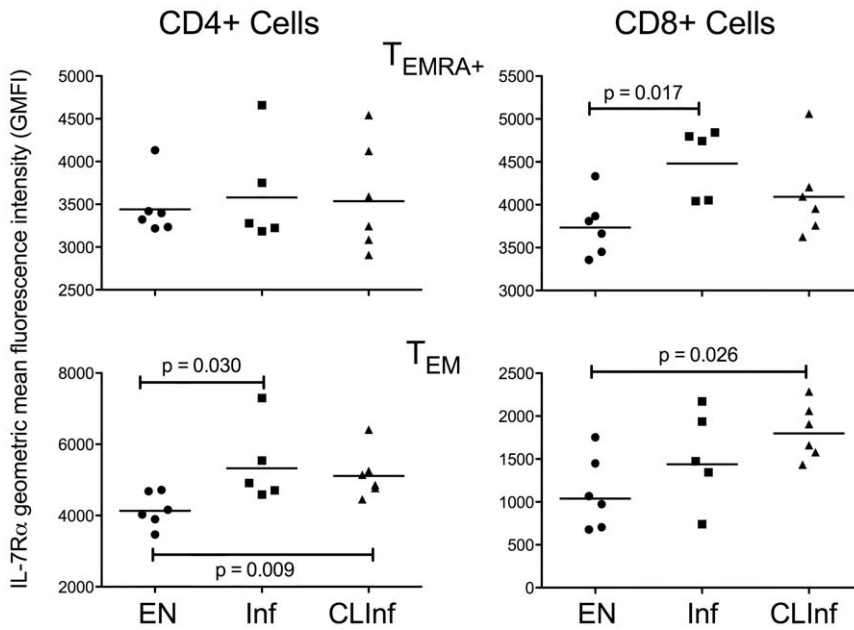 CD4+ Cells
CD8+ Cells
TEMRA+
IL-7Rα geometric mean fluorescence intensity (GMFI)
5000
4500
4000
3500
3000
2500
p = 0.017
5500
5000
4500
4000
3500
3000
TEM
p = 0.030
8000
6000
4000
2000
p = 0.009
p = 0.026
2500
2000
1500
1000
500
0
EN Inf CLInf
EN Inf CLInf